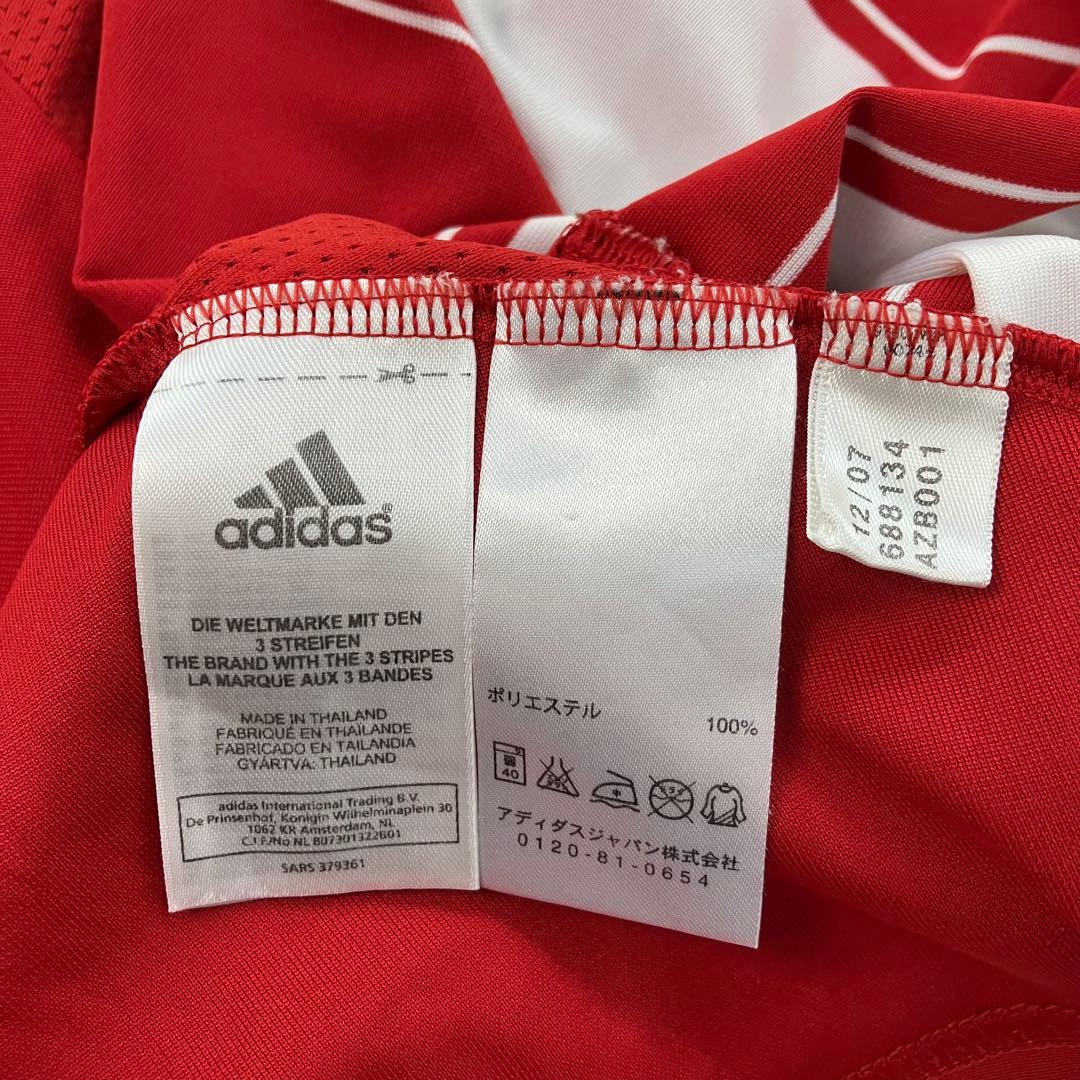 adidas®
DIE WELTMARKE MIT DEN
3 STREIFEN
THE BRAND WITH THE 3 STRIPES
LA MARQUE AUX 3 BANDES
MADE IN THAILAND
FABRIQUÉ EN THAÏLANDE
FABRICADO EN TAILANDIA
GYÁRTVA: THAILAND
adidas International Trading B.V.
De Prinsenhof, Konigin Wilhelminaplein 30
1062 KR Amsterdam, NL
C.I F/No NL B07301322B01
SARS 379361
ポリエステル 100%
40
アディダスジャパン株式会社
0120-81-0654
12/07
688134
AZB001